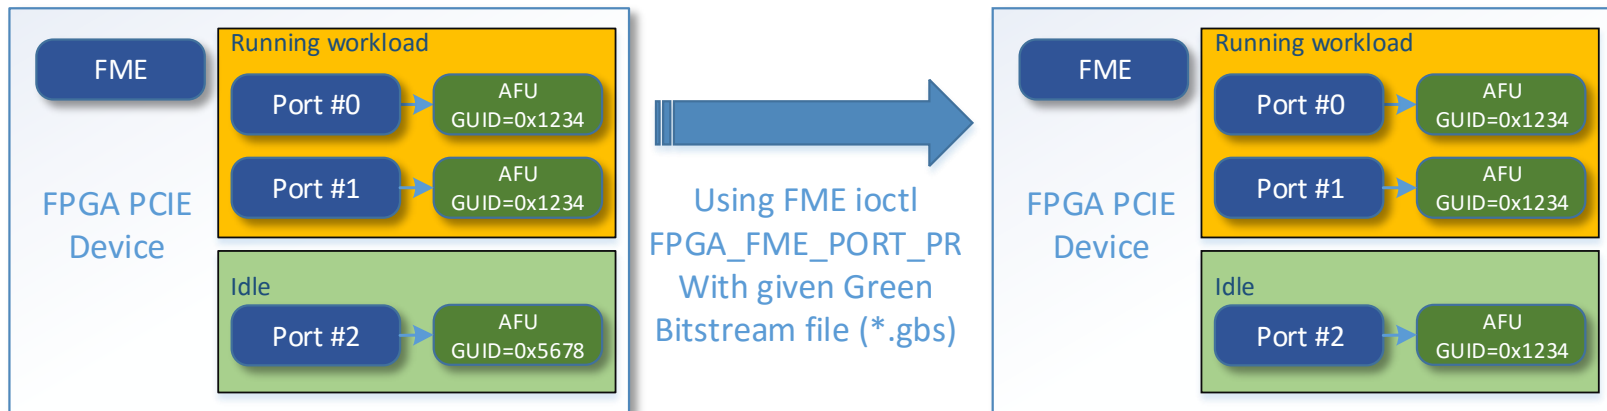 FME
Running workload
Port #0
AFU
GUID=0x1234
Port #1
AFU
GUID=0x1234
FPGA PCIE
Device
Idle
Port #2
AFU
GUID=0x5678
Using FME ioctl
FPGA_FME_PORT_PR
With given Green
Bitstream file (*.gbs)
FME
Running workload
Port #0
AFU
GUID=0x1234
Port #1
AFU
GUID=0x1234
FPGA PCIE
Device
Idle
Port #2
AFU
GUID=0x1234